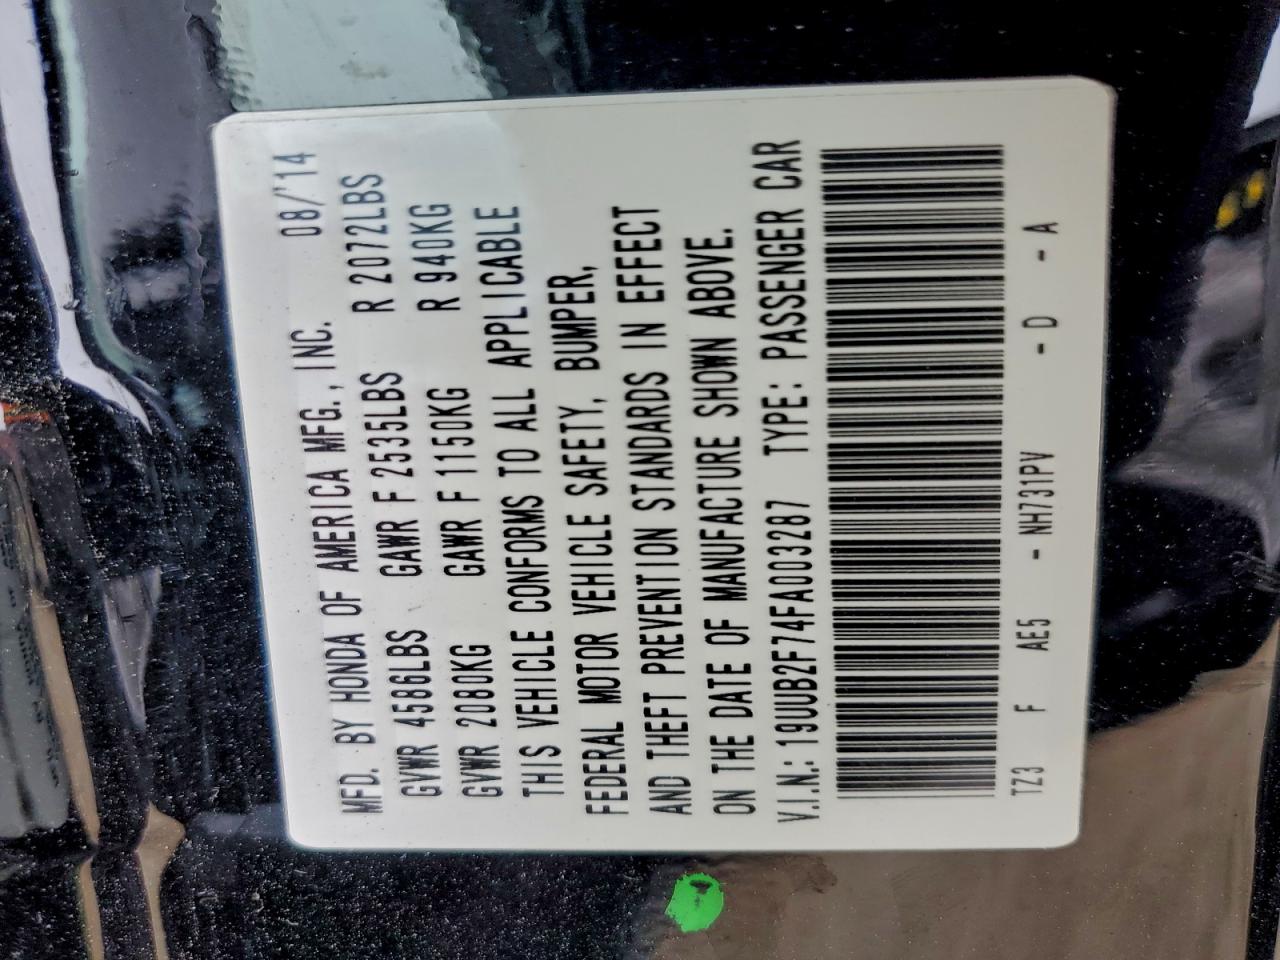 MFD. BY HONDA OF AMERICA MFG., INC. 08/'14
GVWR 4586LBS GAWR F 2535LBS R 2072LBS
GVWR 2080KG GAWR F 1150KG R 940KG
THIS VEHICLE CONFORMS TO ALL APPLICABLE
FEDERAL MOTOR VEHICLE SAFETY, BUMPER,
AND THEFT PREVENTION STANDARDS IN EFFECT
ON THE DATE OF MANUFACTURE SHOWN ABOVE.
V.I.N.: 19UUB2F74FA003287 TYPE: PASSENGER CAR
TZ3 F AE5 - NH731PV - D - A